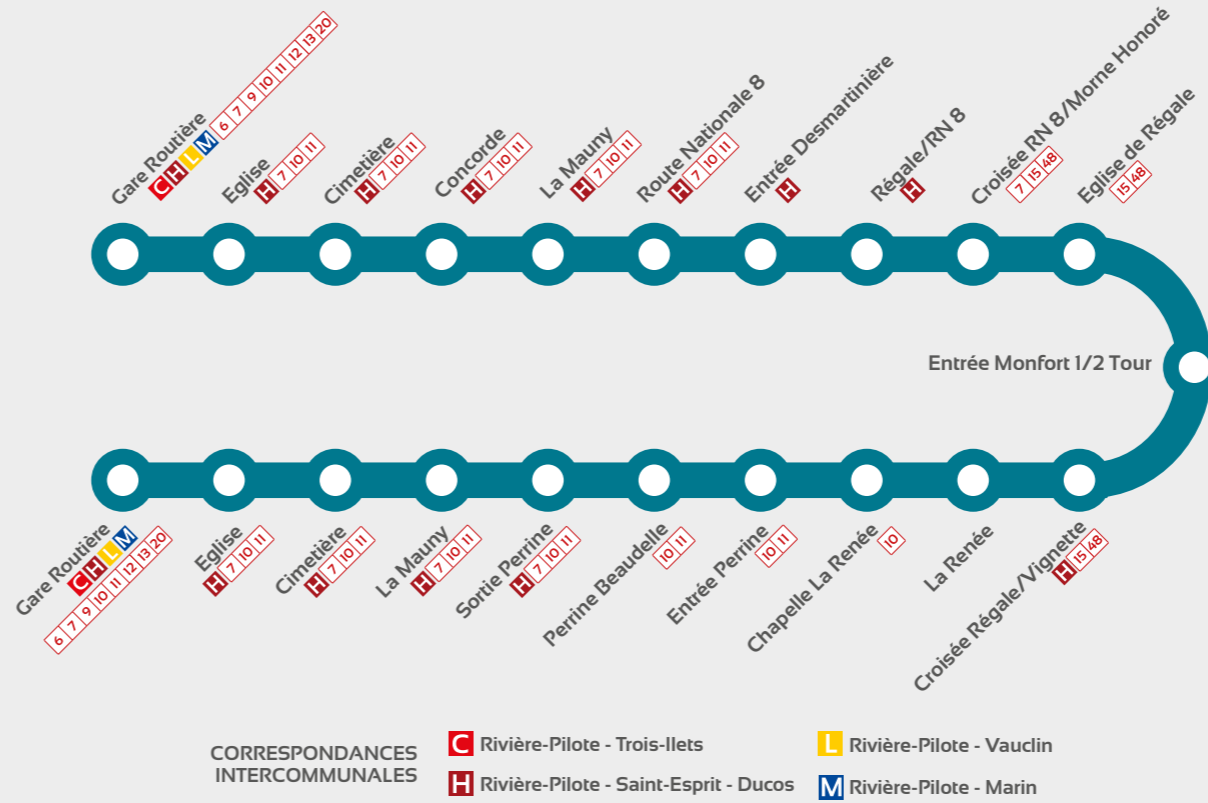 Gare Routière
C H L M 6 7 9 10 11 12 13 20
Eglise
H 7 10 11
Cimetière
H 7 10 11
Concorde
H 7 10 11
La Mauny
H 7 10 11
Route Nationale 8
H 7 10 11
Entrée Desmartinière
H
Régale/RN 8
H
Croisée RN 8/Morne Honoré
7 15 48
Eglise de Régale
15 48
Entrée Monfort 1/2 Tour
Gare Routière
C H L M
6 7 9 10 11 12 13 20
Eglise
H 7 10 11
Cimetière
H 7 10 11
La Mauny
H 7 10 11
Sortie Perrine
H 7 10 11
Perrine Beaudelle
10 11
Entrée Perrine
10 11
Chapelle La Renée
10
La Renée
Croisée Régale/Vignette
H 15 48
CORRESPONDANCES
INTERCOMMUNALES
C Rivière-Pilote - Trois-Ilets
H Rivière-Pilote - Saint-Esprit - Ducos
L Rivière-Pilote - Vauclin
M Rivière-Pilote - Marin